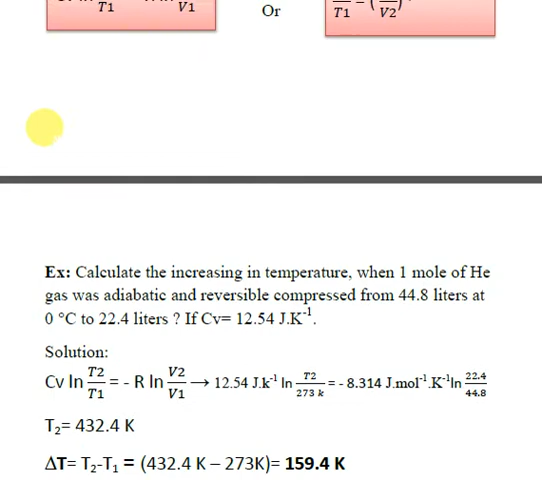 T1 V1 Or T1 = ( V2 )
Ex: Calculate the increasing in temperature, when 1 mole of He
gas was adiabatic and reversible compressed from 44.8 liters at
0 °C to 22.4 liters ? If Cv= 12.54 J.K⁻¹.
Solution:
Cv ln T2/T1 = - R ln V2/V1 → 12.54 J.k⁻¹ ln T2/273 k = - 8.314 J.mol⁻¹.K⁻¹ln 22.4/44.8
T₂= 432.4 K
ΔT= T₂-T₁ = (432.4 K – 273K)= 159.4 K